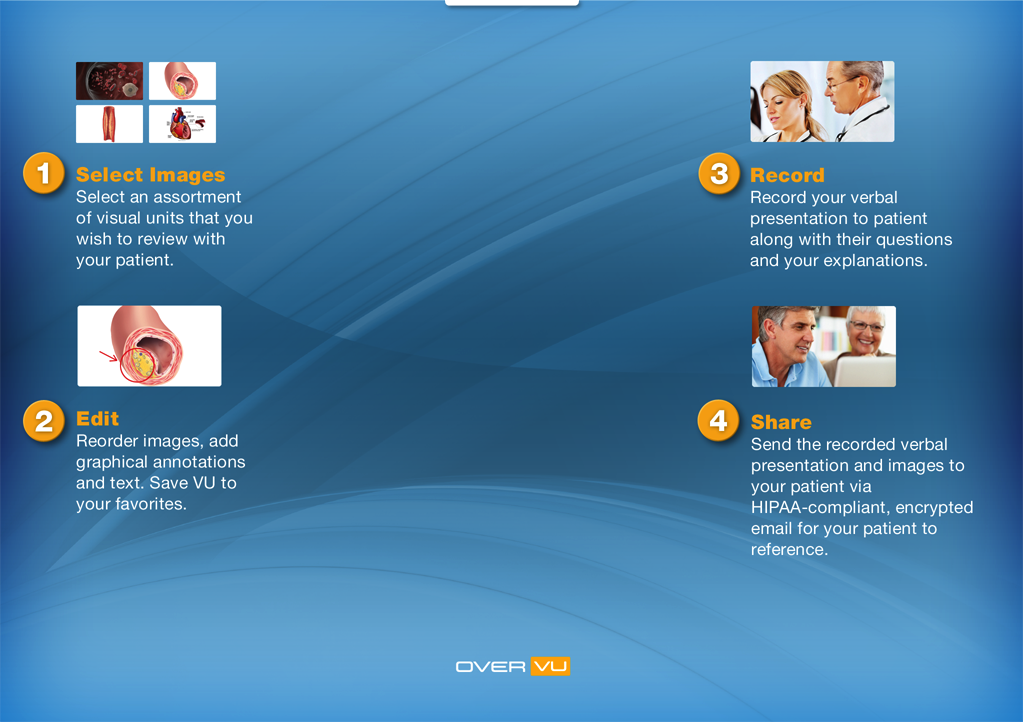 1
Select Images
Select an assortment
of visual units that you
wish to review with
your patient.
2
Edit
Reorder images, add
graphical annotations
and text. Save VU to
your favorites.
3
Record
Record your verbal
presentation to patient
along with their questions
and your explanations.
4
Share
Send the recorded verbal
presentation and images to
your patient via
HIPAA-compliant, encrypted
email for your patient to
reference.
OVER VU